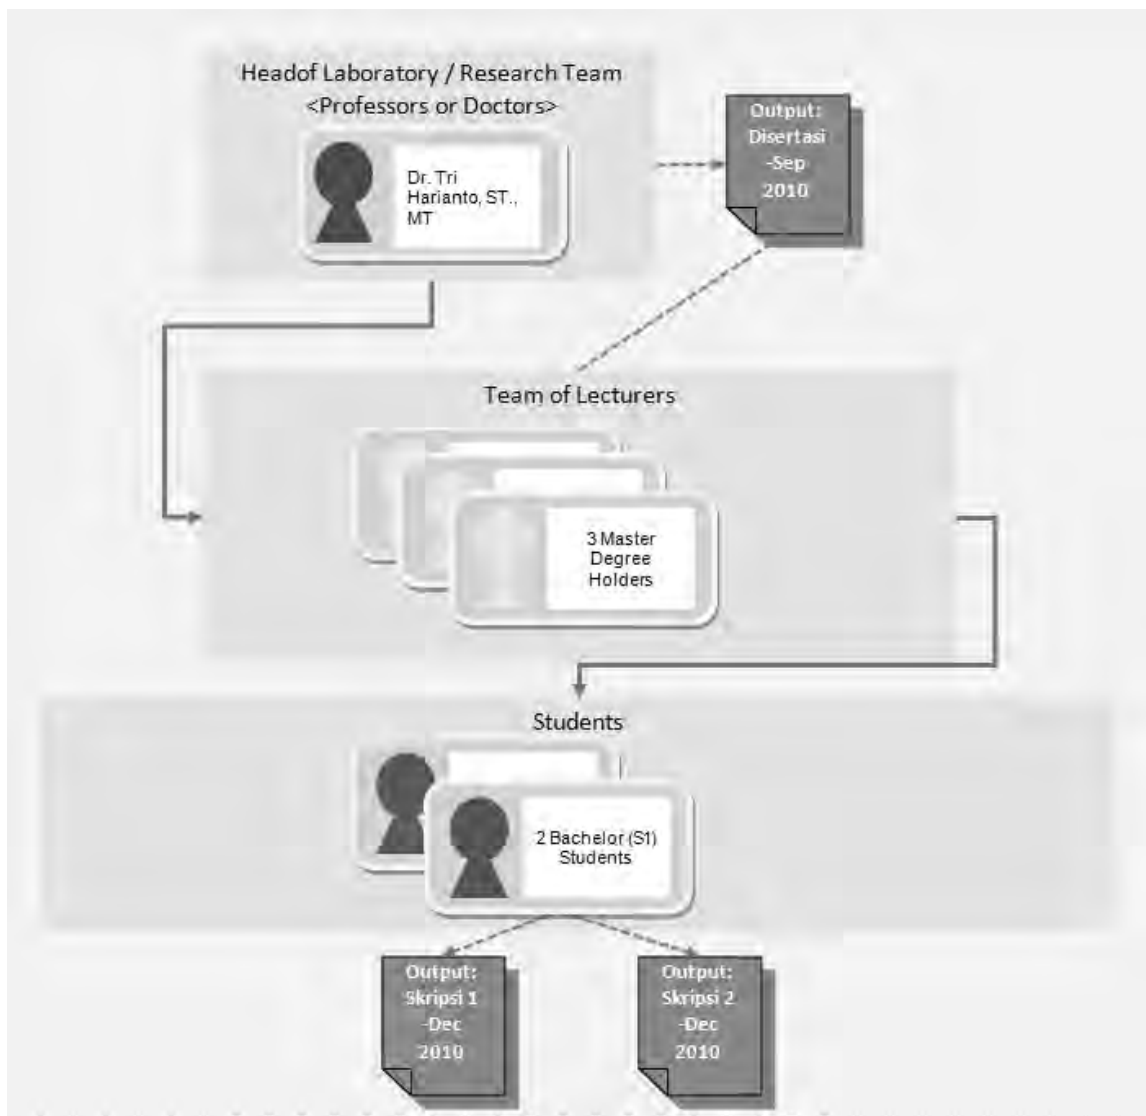 Headof Laboratory / Research Team
<Professors or Doctors>
Dr. Tri
Harianto, ST.,
MT
Output:
Disertasi
-Sep
2010
Team of Lecturers
3 Master
Degree
Holders
Students
2 Bachelor (S1)
Students
Output:
Skripsi 1
-Dec
2010
Output:
Skripsi 2
-Dec
2010